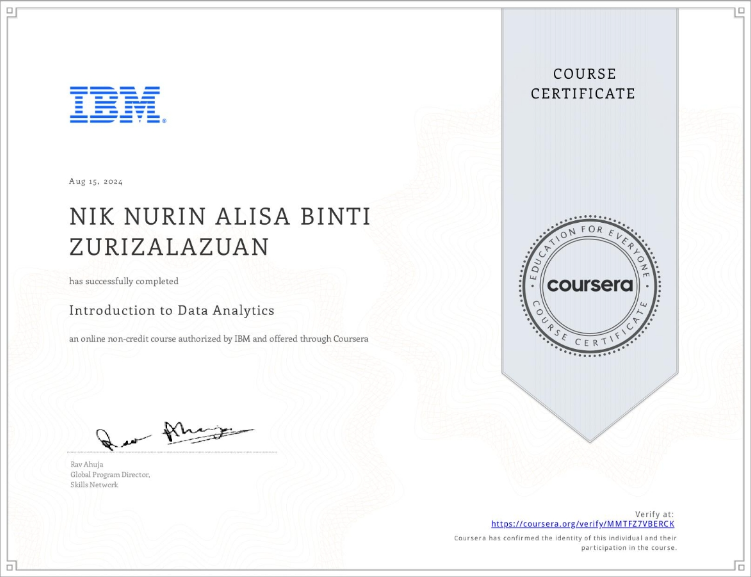 IBM®
Aug 15, 2024
NIK NURIN ALISA BINTI
ZURIZALAZUAN
has successfully completed
Introduction to Data Analytics
an online non-credit course authorized by IBM and offered through Coursera
Rav Ahuja
Global Program Director,
Skills Network
COURSE
CERTIFICATE
EDUCATION FOR EVERYONE
coursera
COURSE CERTIFICATE
Verify at:
https://coursera.org/verify/MMTFZ7VBERCK
Coursera has confirmed the identity of this individual and their
participation in the course.